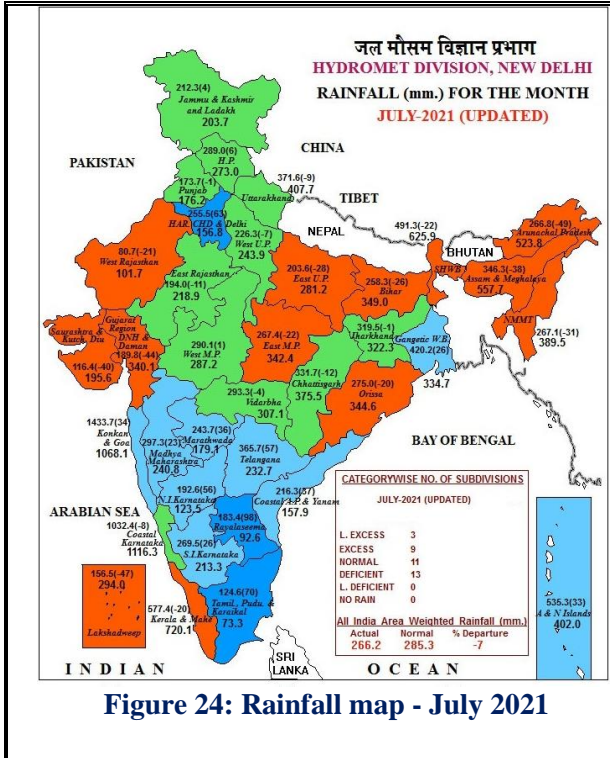 जल मौसम विज्ञान प्रभाग
HYDROMET DIVISION, NEW DELHI
RAINFALL (mm.) FOR THE MONTH
JULY-2021 (UPDATED)
212.3(4)
Jammu & Kashmir
and Ladakh
203.7
CHINA
PAKISTAN
289.0(6)
H.P.
273.0
371.6(-9)
407.7
Uttarakhand
TIBET
173.7(-1)
Punjab
176.2
255.5(63)
HAR. CHD & Delhi
156.8
226.3(-7)
West U.P.
243.9
NEPAL
491.3(-22)
625.9
BHUTAN
266.8(-49)
Arunachal Pradesh
523.8
80.7(-21)
West Rajasthan
101.7
East Rajasthan
194.0(-11)
218.9
203.6(-28)
East U.P.
281.2
258.3(-26)
Bihar
349.0
SHWB
346.3(-38)
Assam & Meghalaya
557.7
NMMT
267.1(-31)
389.5
Gujarat
Region
DNH &
Daman
189.8(-44)
340.1
Saurashtra &
Kutch, Diu
116.4(-40)
195.6
290.1(1)
West M.P.
287.2
267.4(-22)
East M.P.
342.4
319.5(-1)
Jharkhand
322.3
Gangetic W.B.
420.2(26)
334.7
331.7(-12)
Chhattisgarh
375.5
293.3(-4)
Vidarbha
307.1
275.0(-20)
Orissa
344.6
1433.7(34)
Konkan
& Goa
1068.1
297.3(23)
Madhya
Maharashtra
240.8
243.7(36)
Marathwada
179.1
365.7(57)
Telangana
232.7
BAY OF BENGAL
216.3(37)
Coastal A.P. & Yanam
157.9
ARABIAN SEA
192.6(56)
N.I.Karnataka
123.5
1032.4(-8)
Coastal
Karnataka
1116.3
183.4(98)
Rayalaseema
92.6
269.5(26)
S.I.Karnataka
213.3
124.6(70)
Tamil., Pudu. &
Karaikal
73.3
577.4(-20)
Kerala & Mahe
720.1
156.5(-47)
294.0
Lakshadweep
CATEGORYWISE NO. OF SUBDIVISIONS
JULY-2021 (UPDATED)
L. EXCESS 3
EXCESS 9
NORMAL 11
DEFICIENT 13
L. DEFICIENT 0
NO RAIN 0
All India Area Weighted Rainfall (mm.)
Actual Normal % Departure
266.2 285.3 -7
535.3(33)
A & N Islands
402.0
SRI
LANKA
INDIAN OCEAN
Figure 24: Rainfall map - July 2021